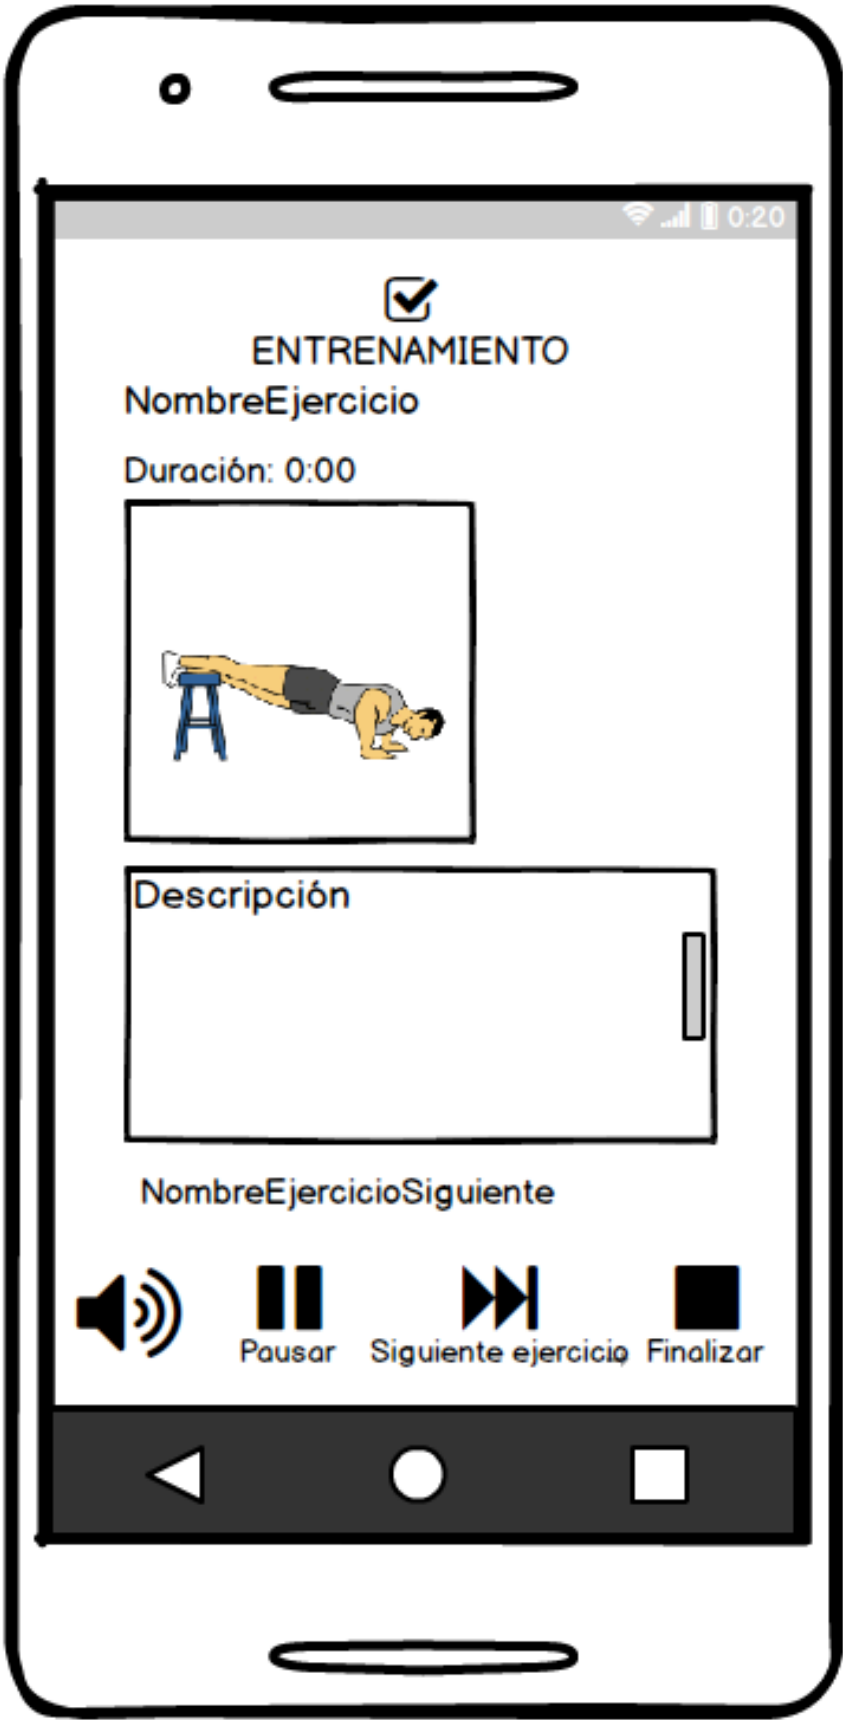 0:20
ENTRENAMIENTO
NombreEjercicio
Duración: 0:00
Descripción
NombreEjercicioSiguiente
Pausar Siguiente ejercicio Finalizar